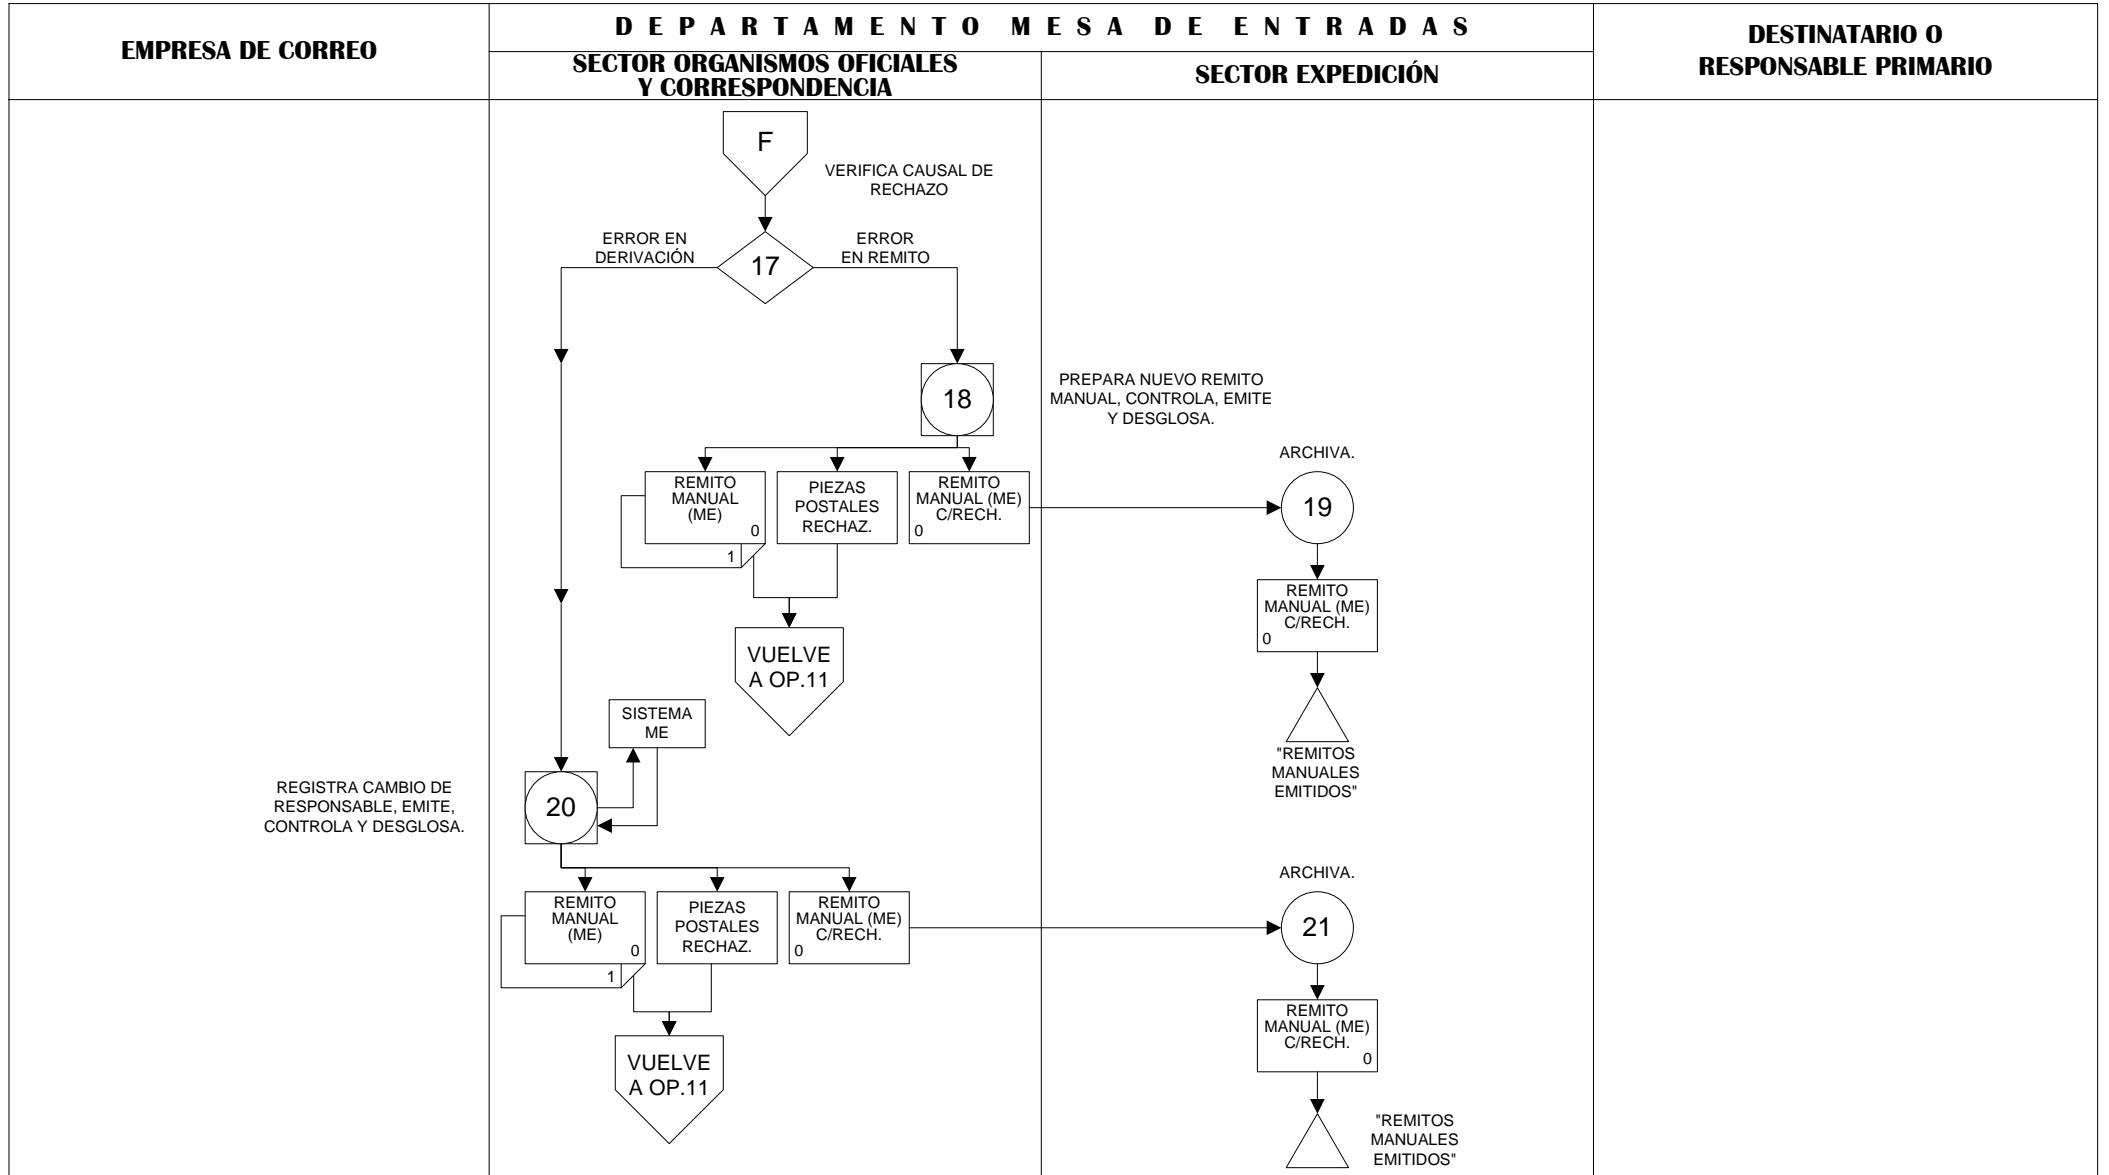 EMPRESA DE CORREO
DEPARTAMENTO MESA DE ENTRADAS
SECTOR ORGANISMOS OFICIALES
Y CORRESPONDENCIA
SECTOR EXPEDICIÓN
DESTINATARIO O
RESPONSABLE PRIMARIO
F
VERIFICA CAUSAL DE
RECHAZO
ERROR EN
DERIVACIÓN
17
ERROR
EN REMITO
18
PREPARA NUEVO REMITO
MANUAL, CONTROLA, EMITE
Y DESGLOSA.
REMITO
MANUAL
(ME)
0
1
PIEZAS
POSTALES
RECHAZ.
REMITO
MANUAL (ME)
C/RECH.
0
ARCHIVA.
19
REMITO
MANUAL (ME)
C/RECH.
0
"REMITOS
MANUALES
EMITIDOS"
VUELVE
A OP.11
SISTEMA
ME
REGISTRA CAMBIO DE
RESPONSABLE, EMITE,
CONTROLA Y DESGLOSA.
20
REMITO
MANUAL
(ME)
0
1
PIEZAS
POSTALES
RECHAZ.
REMITO
MANUAL (ME)
C/RECH.
0
ARCHIVA.
21
REMITO
MANUAL (ME)
C/RECH.
0
VUELVE
A OP.11
"REMITOS
MANUALES
EMITIDOS"